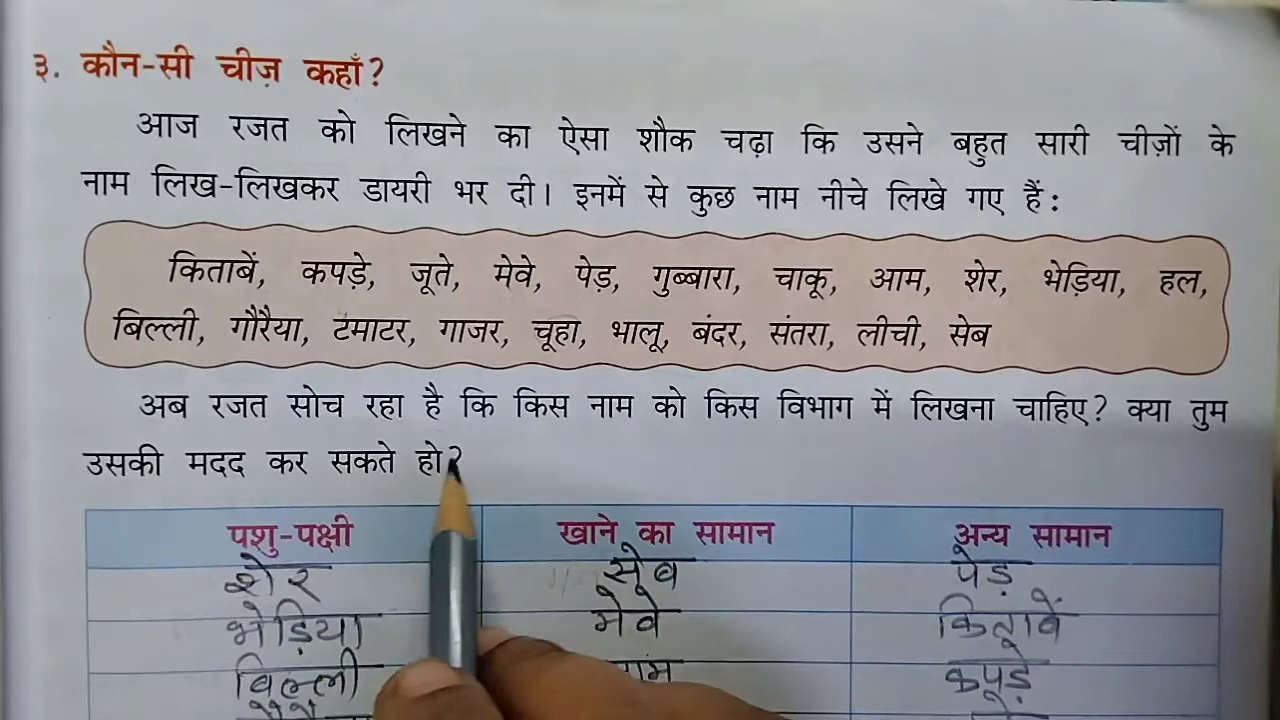 ३. कौन-सी चीज़ कहाँ?
आज रजत को लिखने का ऐसा शौक चढ़ा कि उसने बहुत सारी चीज़ों के
नाम लिख-लिखकर डायरी भर दी। इनमें से कुछ नाम नीचे लिखे गए हैं:
किताबें, कपड़े, जूते, मेवे, पेड़, गुब्बारा, चाकू, आम, शेर, भेड़िया, हल,
बिल्ली, गौरैया, टमाटर, गाजर, चूहा, भालू, बंदर, संतरा, लीची, सेब
अब रजत सोच रहा है कि किस नाम को किस विभाग में लिखना चाहिए? क्या तुम
उसकी मदद कर सकते हो?
पशु-पक्षी खाने का सामान अन्य सामान
शेर सेब पेड़
भेड़िया मेवे किताबें
बिल्ली कपड़े